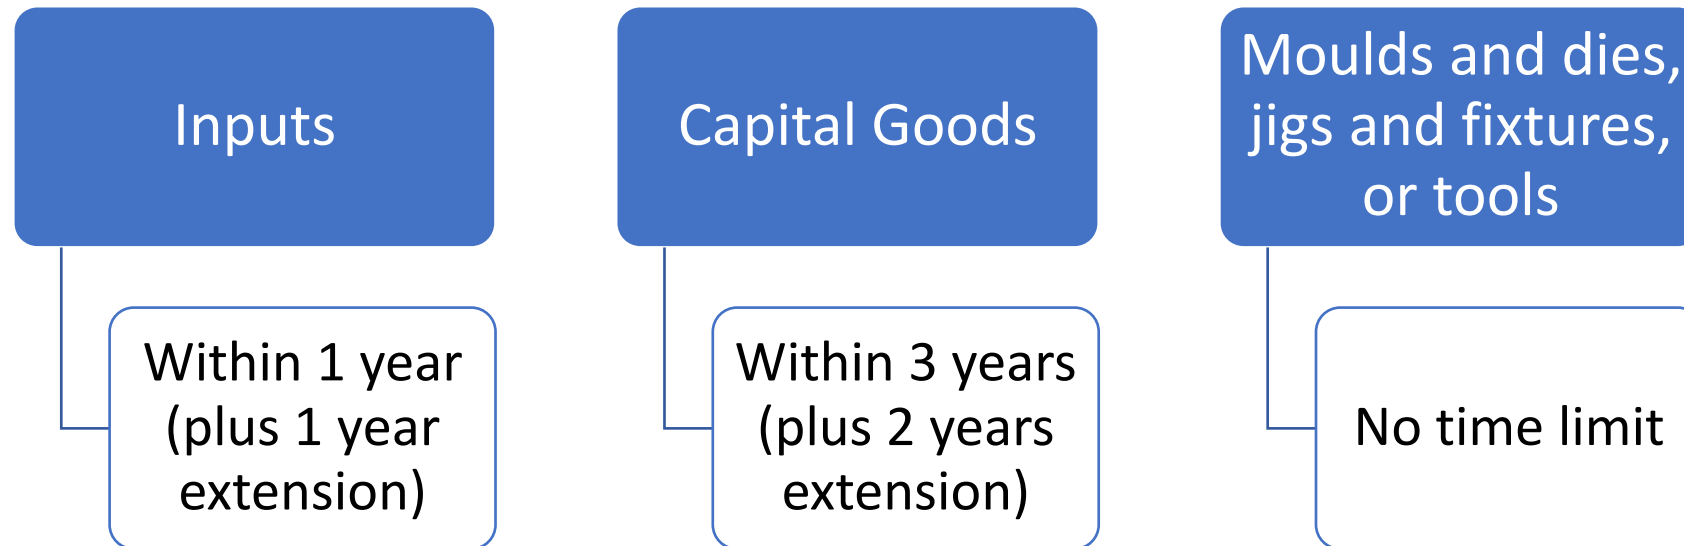 Inputs
Within 1 year
(plus 1 year
extension)
Capital Goods
Within 3 years
(plus 2 years
extension)
Moulds and dies,
jigs and fixtures,
or tools
No time limit